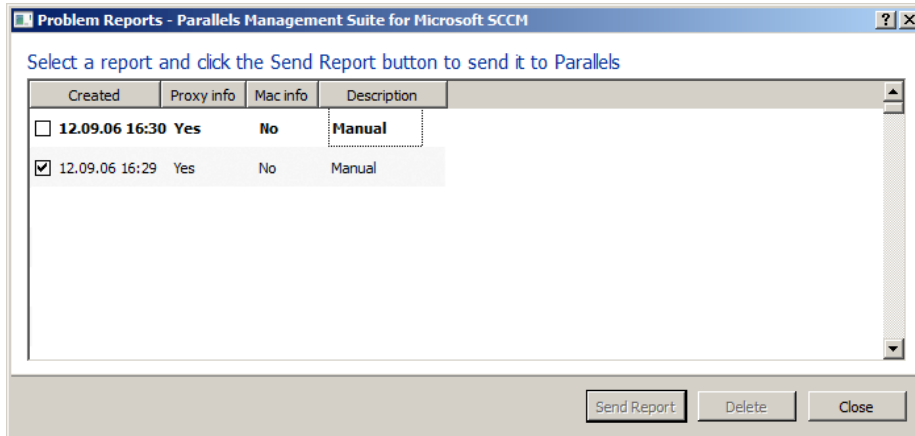 Problem Reports - Parallels Management Suite for Microsoft SCCM
Select a report and click the Send Report button to send it to Parallels
Created Proxy info Mac info Description
12.09.06 16:30 Yes No Manual
12.09.06 16:29 Yes No Manual
Send Report Delete Close